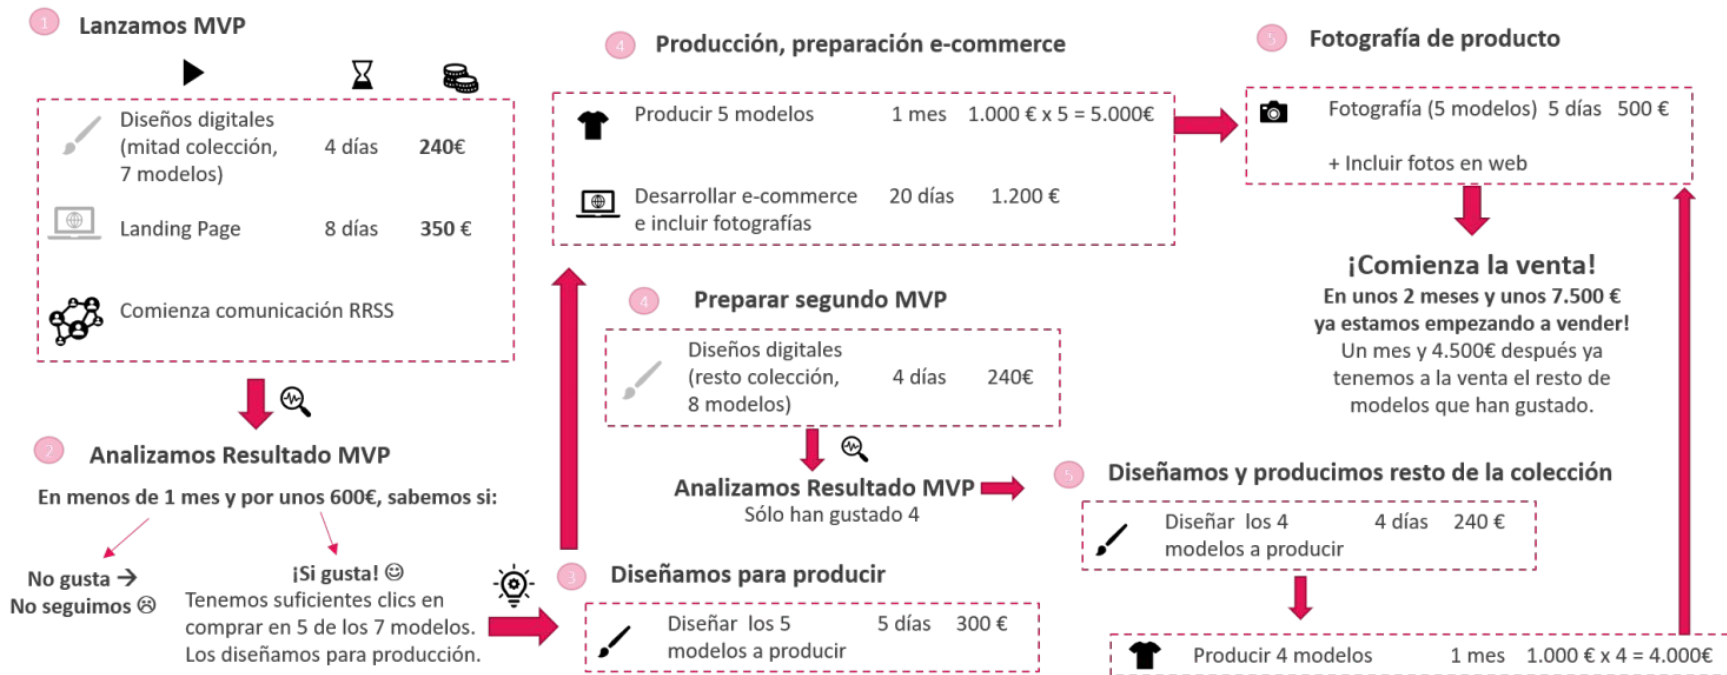 1 Lanzamos MVP
Diseños digitales
(mitad colección,
7 modelos)
4 días
240€
Landing Page
8 días
350 €
Comienza comunicación RRSS
2 Analizamos Resultado MVP
En menos de 1 mes y por unos 600€, sabemos si:
No gusta →
No seguimos ☹
¡Si gusta! ☺
Tenemos suficientes clics en
comprar en 5 de los 7 modelos.
Los diseñamos para producción.
3 Diseñamos para producir
Diseñar los 5
modelos a producir
5 días
300 €
4 Producción, preparación e-commerce
Producir 5 modelos
1 mes
1.000 € x 5 = 5.000€
Desarrollar e-commerce
e incluir fotografías
20 días
1.200 €
4 Preparar segundo MVP
Diseños digitales
(resto colección,
8 modelos)
4 días
240€
Analizamos Resultado MVP
Sólo han gustado 4
5 Fotografía de producto
Fotografía (5 modelos) 5 días 500 €
+ Incluir fotos en web
¡Comienza la venta!
En unos 2 meses y unos 7.500 €
ya estamos empezando a vender!
Un mes y 4.500€ después ya
tenemos a la venta el resto de
modelos que han gustado.
5 Diseñamos y producimos resto de la colección
Diseñar los 4
modelos a producir
4 días
240 €
Producir 4 modelos
1 mes
1.000 € x 4 = 4.000€